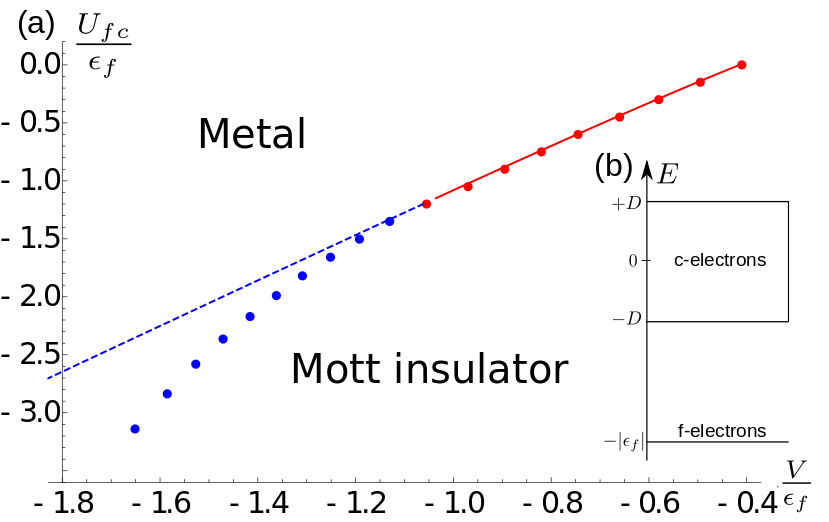 (a) U_fc / ϵ_f
0.0
- 0.5
- 1.0
- 1.5
- 2.0
- 2.5
- 3.0
Metal
Mott insulator
- 1.8 - 1.6 - 1.4 - 1.2 - 1.0 - 0.8 - 0.6 - 0.4
V / ϵ_f
(b) E
+D
0 c-electrons
−D
f-electrons
−|ϵ_f|